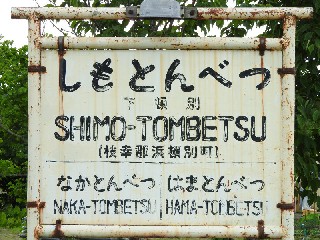 しもとんべつ
下頓別
SHIMO-TOMBETSU
(枝幸郡浜頓別町)
なかとんべつ はまとんべつ
NAKA-TOMBETSU HAMA-TONBETSU